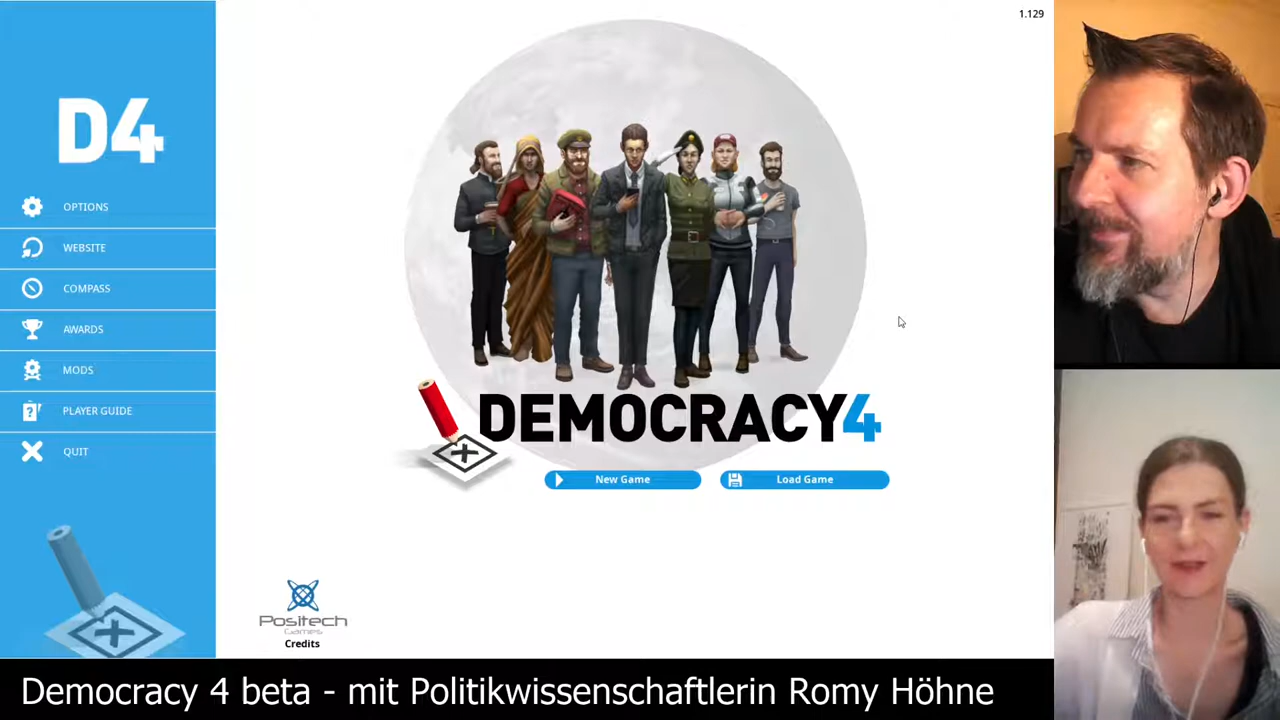 1.129
D4
OPTIONS
WEBSITE
COMPASS
AWARDS
MODS
PLAYER GUIDE
QUIT
DEMOCRACY4
New Game
Load Game
Positech
Games
Credits
Democracy 4 beta - mit Politikwissenschaftlerin Romy Höhne